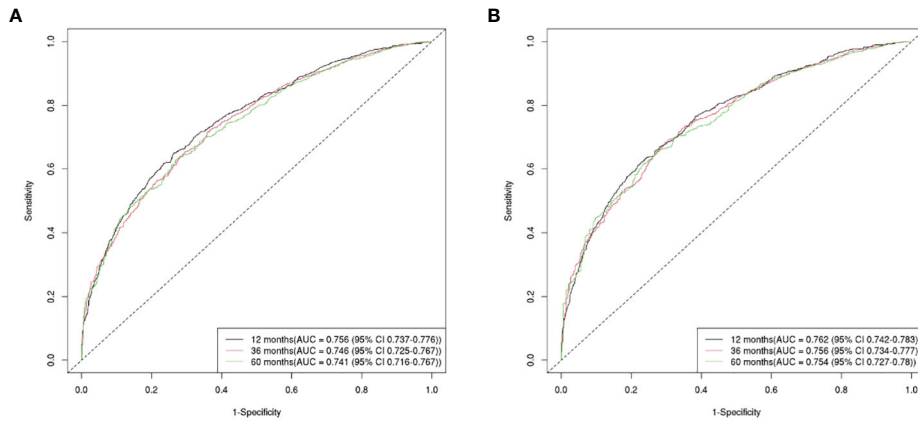 A
1.0
0.8
0.6
0.4
0.2
0.0
Sensitivity
12 months(AUC = 0.756 (95% CI 0.737-0.776))
36 months(AUC = 0.746 (95% CI 0.725-0.767))
60 months(AUC = 0.741 (95% CI 0.716-0.767))
0.0 0.2 0.4 0.6 0.8 1.0
1-Specificity
B
1.0
0.8
0.6
0.4
0.2
0.0
Sensitivity
12 months(AUC = 0.762 (95% CI 0.742-0.783))
36 months(AUC = 0.756 (95% CI 0.734-0.777))
60 months(AUC = 0.754 (95% CI 0.727-0.78))
0.0 0.2 0.4 0.6 0.8 1.0
1-Specificity